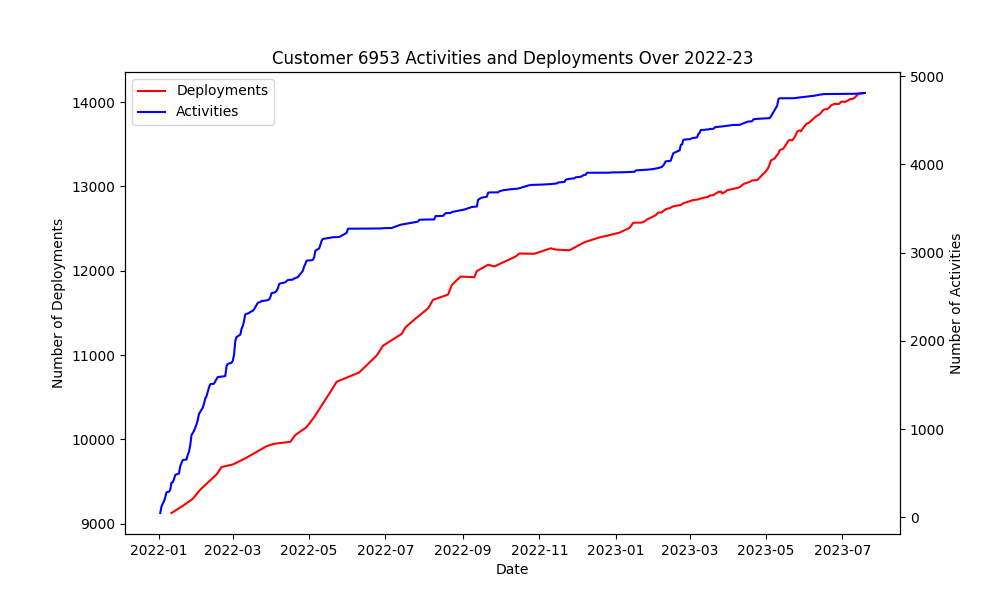 Customer 6953 Activities and Deployments Over 2022-23
Deployments
Activities
Number of Deployments
14000
13000
12000
11000
10000
9000
5000
4000
3000
2000
1000
0
Number of Activities
2022-01 2022-03 2022-05 2022-07 2022-09 2022-11 2023-01 2023-03 2023-05 2023-07
Date